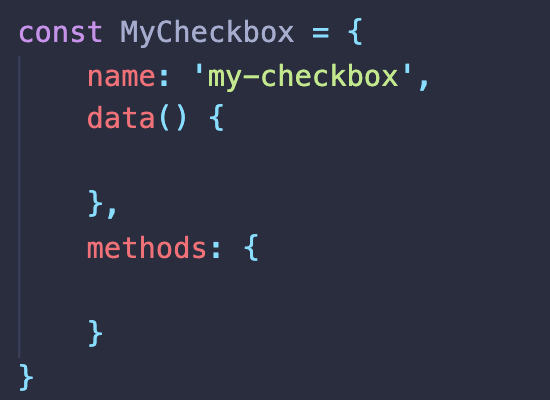 const MyCheckbox = {
name: 'my-checkbox',
data() {
},
methods: {
}
}